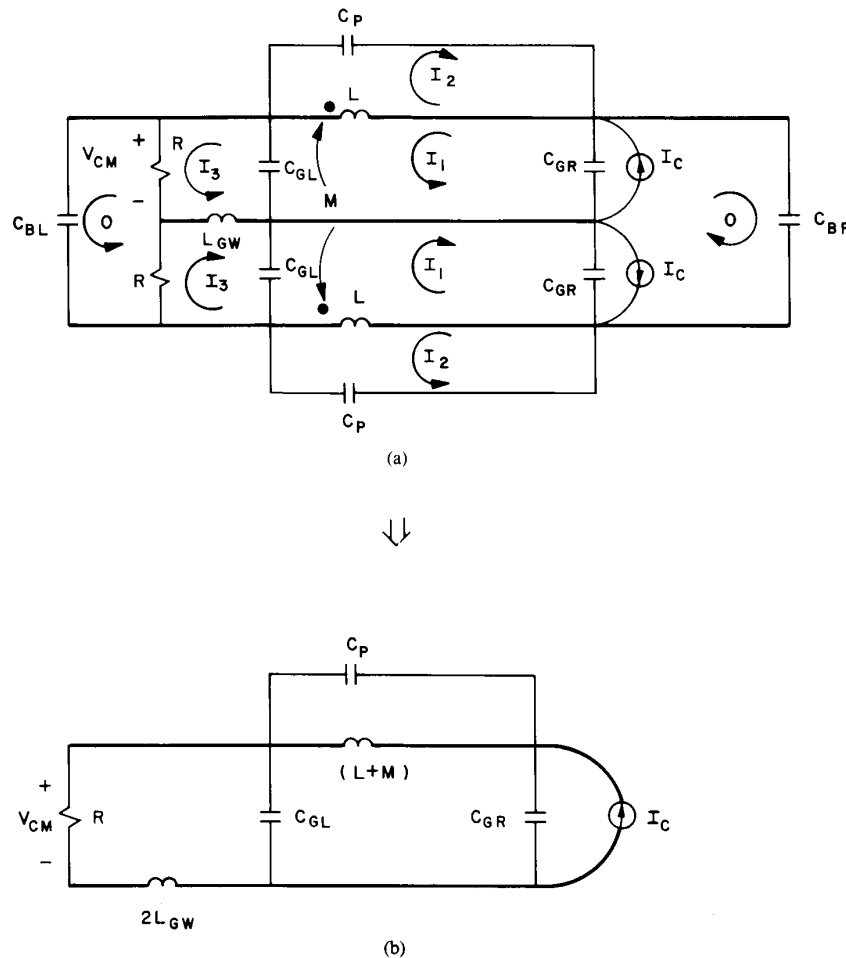 C_P
I_2
L
+
V_CM
R
I_3
C_GL
I_1
C_GR
I_C
-
M
C_BL
O
L_GW
O
C_BF
R
I_3
C_GL
I_1
C_GR
I_C
L
I_2
C_P
(a)
⇓
C_P
(L+M)
+
V_CM
R
C_GL
C_GR
I_C
-
2L_GW
(b)